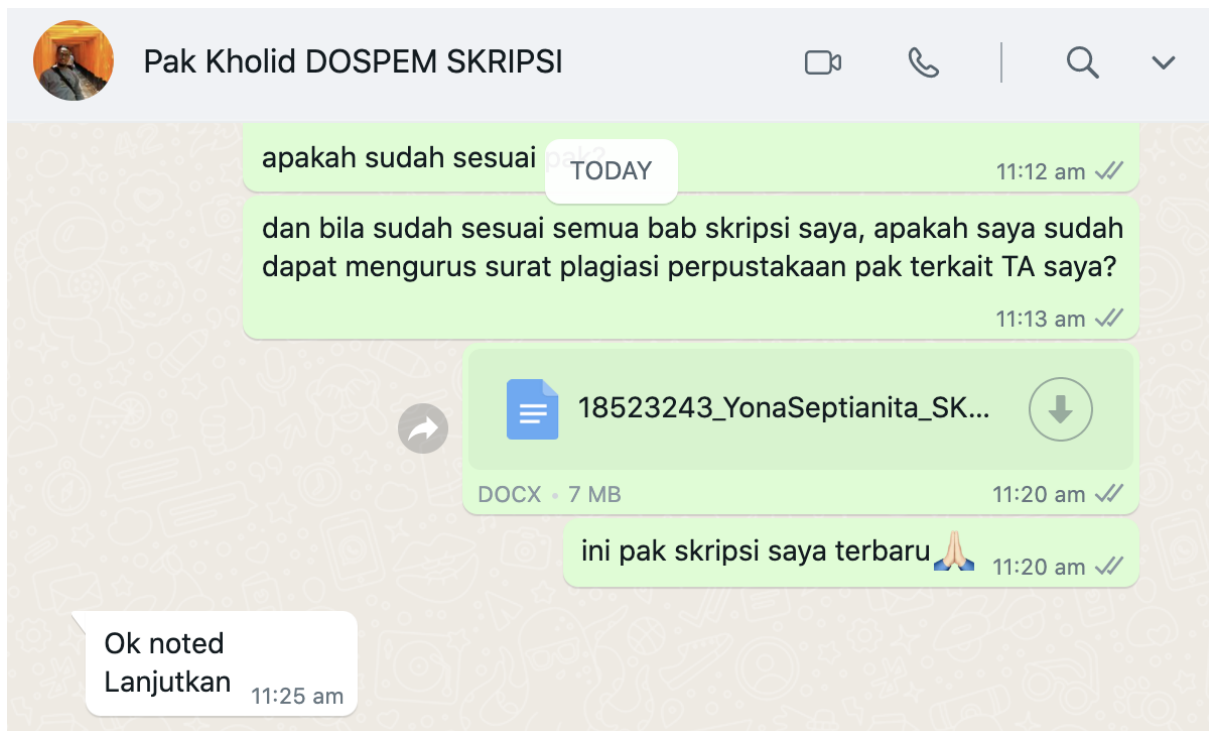 Pak Kholid DOSPEM SKRIPSI
apakah sudah sesuai pak?
11:12 am
TODAY
dan bila sudah sesuai semua bab skripsi saya, apakah saya sudah
dapat mengurus surat plagiasi perpustakaan pak terkait TA saya?
11:13 am
18523243_YonaSeptianita_SK...
DOCX • 7 MB
11:20 am
ini pak skripsi saya terbaru🙏🏻
11:20 am
Ok noted
Lanjutkan
11:25 am